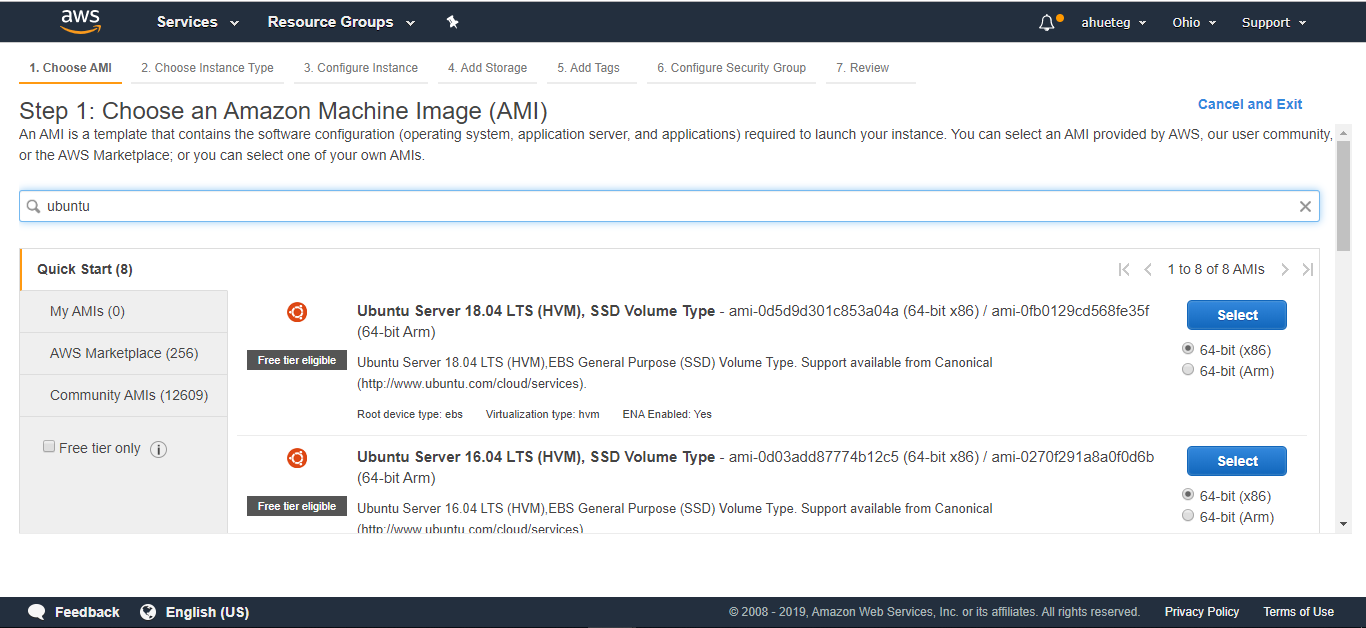 aws
Services
Resource Groups
ahueteg
Ohio
Support
1. Choose AMI
2. Choose Instance Type
3. Configure Instance
4. Add Storage
5. Add Tags
6. Configure Security Group
7. Review
Step 1: Choose an Amazon Machine Image (AMI)
Cancel and Exit
An AMI is a template that contains the software configuration (operating system, application server, and applications) required to launch your instance. You can select an AMI provided by AWS, our user community,
or the AWS Marketplace; or you can select one of your own AMIs.
ubuntu
Quick Start (8)
1 to 8 of 8 AMIs
My AMIs (0)
AWS Marketplace (256)
Community AMIs (12609)
Free tier only
Ubuntu Server 18.04 LTS (HVM), SSD Volume Type - ami-0d5d9d301c853a04a (64-bit x86) / ami-0fb0129cd568fe35f
(64-bit Arm)
Free tier eligible
Ubuntu Server 18.04 LTS (HVM),EBS General Purpose (SSD) Volume Type. Support available from Canonical
(http://www.ubuntu.com/cloud/services).
Root device type: ebs
Virtualization type: hvm
ENA Enabled: Yes
Select
64-bit (x86)
64-bit (Arm)
Ubuntu Server 16.04 LTS (HVM), SSD Volume Type - ami-0d03add87774b12c5 (64-bit x86) / ami-0270f291a8a0f0d6b
(64-bit Arm)
Free tier eligible
Ubuntu Server 16.04 LTS (HVM),EBS General Purpose (SSD) Volume Type. Support available from Canonical
(http://www.ubuntu.com/cloud/services)
Select
64-bit (x86)
64-bit (Arm)
Feedback
English (US)
© 2008 - 2019, Amazon Web Services, Inc. or its affiliates. All rights reserved.
Privacy Policy
Terms of Use